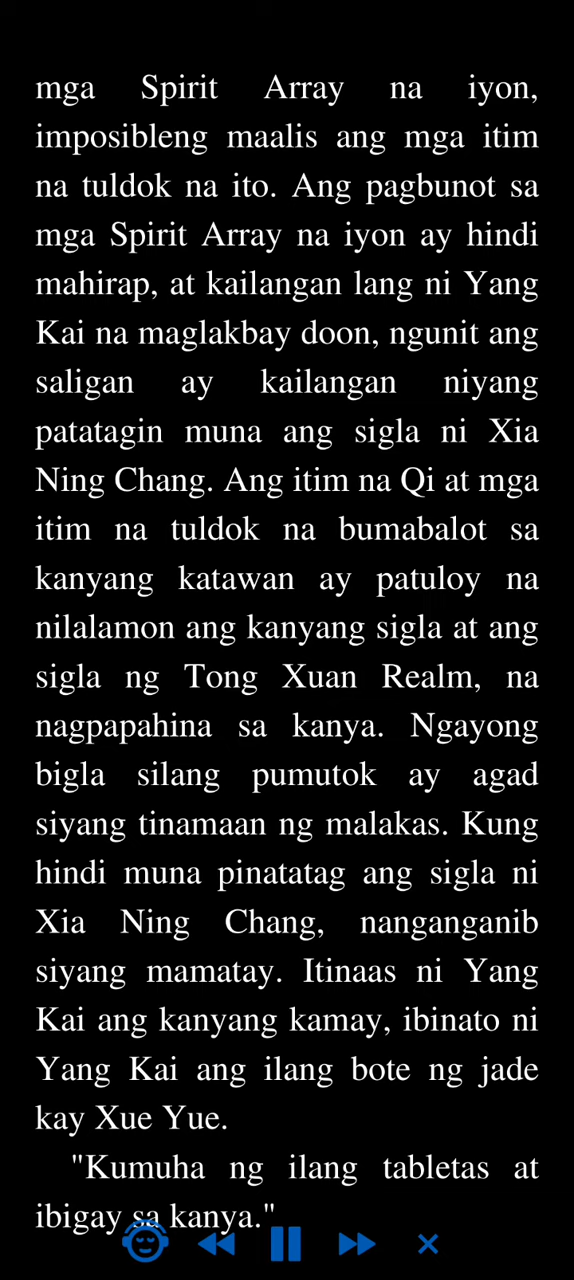 mga Spirit Array na iyon,
imposibleng maalis ang mga itim
na tuldok na ito. Ang pagbunot sa
mga Spirit Array na iyon ay hindi
mahirap, at kailangan lang ni Yang
Kai na maglakbay doon, ngunit ang
saligan ay kailangan niyang
patatagin muna ang sigla ni Xia
Ning Chang. Ang itim na Qi at mga
itim na tuldok na bumabalot sa
kanyang katawan ay patuloy na
nilalamon ang kanyang sigla at ang
sigla ng Tong Xuan Realm, na
nagpapahina sa kanya. Ngayong
bigla silang pumutok ay agad
siyang tinamaan ng malakas. Kung
hindi muna pinatatag ang sigla ni
Xia Ning Chang, nanganganib
siyang mamatay. Itinaas ni Yang
Kai ang kanyang kamay, ibinato ni
Yang Kai ang ilang bote ng jade
kay Xue Yue.
"Kumuha ng ilang tabletas at
ibigay sa kanya."